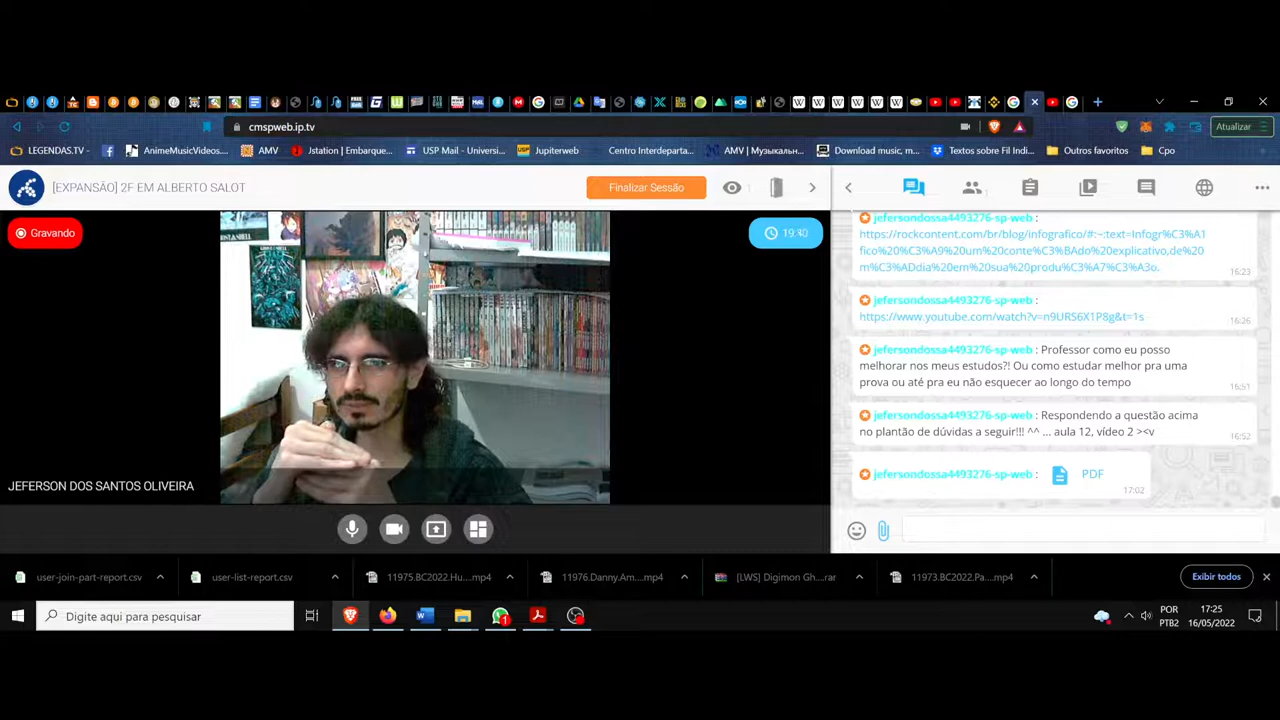 cmspweb.ip.tv
Atualizar
LEGENDAS.TV -
AnimeMusicVideos...
AMV
Jstation | Embarque...
USP Mail - Universi...
Jupiterweb
Centro Interdeparta...
AMV | Музыкальн...
Download music, m...
Textos sobre Fil Indi...
Outros favoritos
Cpo
[EXPANSÃO] 2F EM ALBERTO SALOT
Finalizar Sessão
1
1
Gravando
19:40
JEFERSON DOS SANTOS OLIVEIRA
jefersondossa4493276-sp-web :
https://rockcontent.com/br/blog/infografico/#:~:text=Infogr%C3%A1
fico%20%C3%A9%20um%20conte%C3%BAdo%20explicativo,de%20
m%C3%ADdia%20em%20sua%20produ%C3%A7%C3%A3o.
16:23
jefersondossa4493276-sp-web :
https://www.youtube.com/watch?v=n9URS6X1P8g&t=1s
16:26
jefersondossa4493276-sp-web : Professor como eu posso
melhorar nos meus estudos?! Ou como estudar melhor pra uma
prova ou até pra eu não esquecer ao longo do tempo
16:51
jefersondossa4493276-sp-web : Respondendo a questão acima
no plantão de dúvidas a seguir!!! ^^ ... aula 12, vídeo 2 ><v
16:52
jefersondossa4493276-sp-web :
PDF
17:02
user-join-part-report.csv
user-list-report.csv
11975.BC2022.Hu....mp4
11976.Danny.Am....mp4
[LWS] Digimon Gh....rar
11973.BC2022.Pa....mp4
Exibir todos
Digite aqui para pesquisar
1
POR
PTB2
17:25
16/05/2022